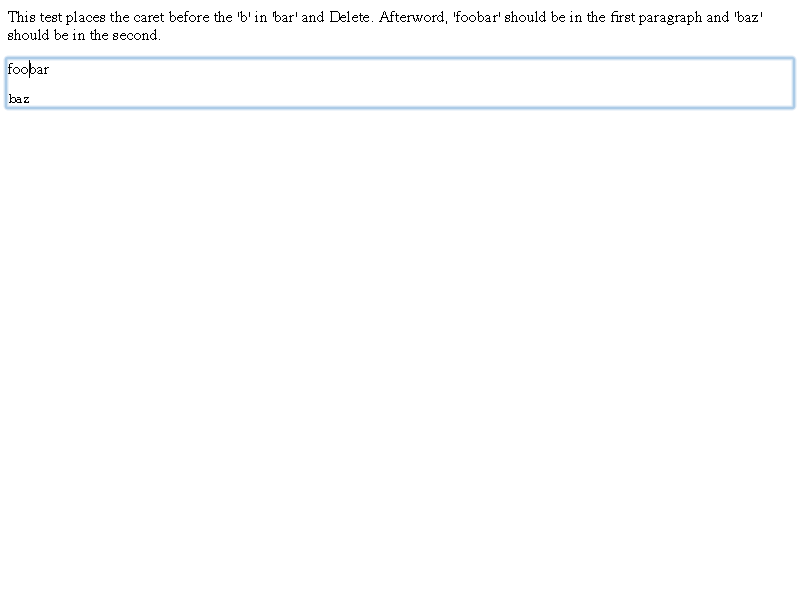 This test places the caret before the 'b' in 'bar' and Delete. Afterword, 'foobar' should be in the first paragraph and 'baz'
should be in the second.
foobar
baz